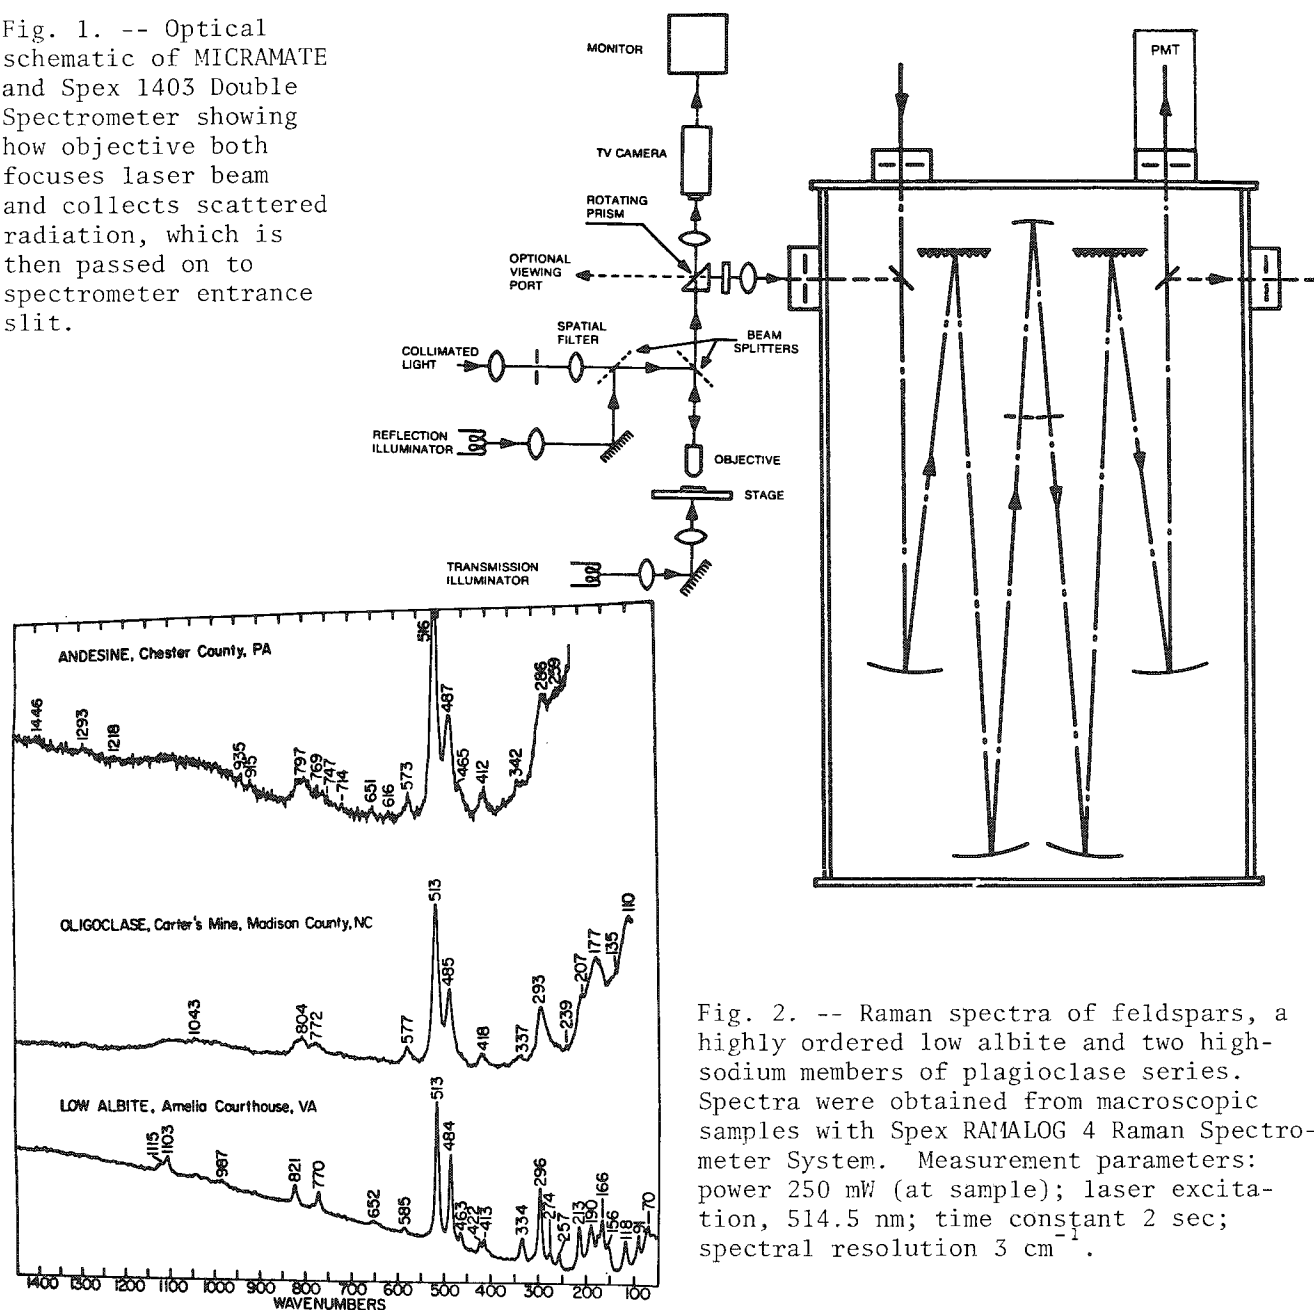 Fig. 1. -- Optical
schematic of MICRAMATE
and Spex 1403 Double
Spectrometer showing
how objective both
focuses laser beam
and collects scattered
radiation, which is
then passed on to
spectrometer entrance
slit.
MONITOR
PMT
TV CAMERA
ROTATING
PRISM
OPTIONAL
VIEWING
PORT
SPATIAL
FILTER
BEAM
SPLITTERS
COLLIMATED
LIGHT
REFLECTION
ILLUMINATOR
OBJECTIVE
STAGE
TRANSMISSION
ILLUMINATOR
ANDESINE, Chester County, PA
1446
1293
1218
935
915
797
769
747
714
651
616
573
516
487
465
412
342
286
259
OLIGOCLASE, Carter's Mine, Madison County, NC
1043
804
772
577
513
485
418
337
293
239
207
177
135
110
LOW ALBITE, Amelia Courthouse, VA
1115
1103
987
821
770
652
585
513
484
463
422
413
334
296
274
257
213
190
166
156
118
91
70
1400 1300 1200 1100 1000 900 800 700 600 500 400 300 200 100
WAVENUMBERS
Fig. 2. -- Raman spectra of feldspars, a
highly ordered low albite and two high-
sodium members of plagioclase series.
Spectra were obtained from macroscopic
samples with Spex RAMALOG 4 Raman Spectro-
meter System. Measurement parameters:
power 250 mW (at sample); laser excita-
tion, 514.5 nm; time constant 2 sec;
spectral resolution 3 cm⁻¹.